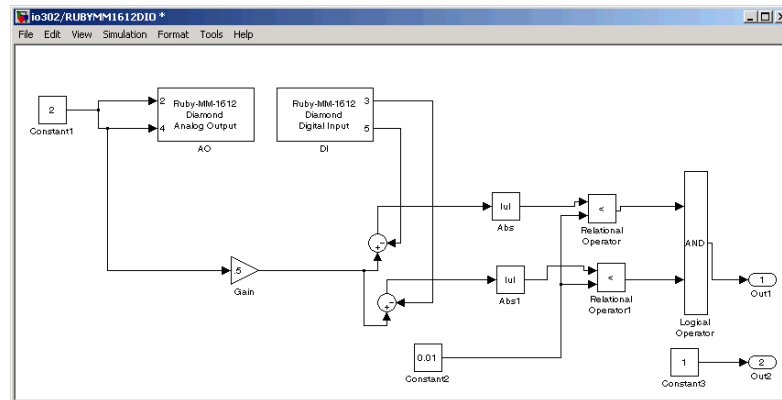 io302/RUBYMM1612DIO *
File Edit View Simulation Format Tools Help
2
Constant1
2
4
Ruby-MM-1612
Diamond
Analog Output
AO
Ruby-MM-1612
Diamond
Digital Input
3
5
DI
.5
Gain
+
-
+
-
|u|
Abs
|u|
Abs1
<
Relational
Operator
<
Relational
Operator1
0.01
Constant2
AND
Logical
Operator
1
Out1
1
Constant3
2
Out2